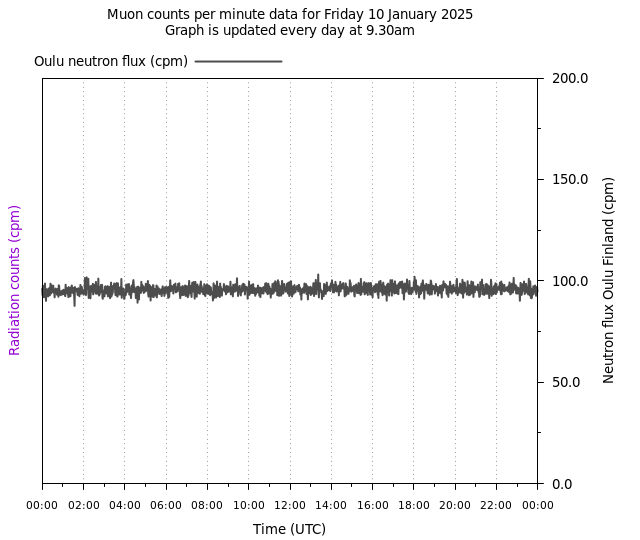 Muon counts per minute data for Friday 10 January 2025
Graph is updated every day at 9.30am
Oulu neutron flux (cpm)
200.0
150.0
100.0
50.0
0.0
Radiation counts (cpm)
Neutron flux Oulu Finland (cpm)
00:00 02:00 04:00 06:00 08:00 10:00 12:00 14:00 16:00 18:00 20:00 22:00 00:00
Time (UTC)